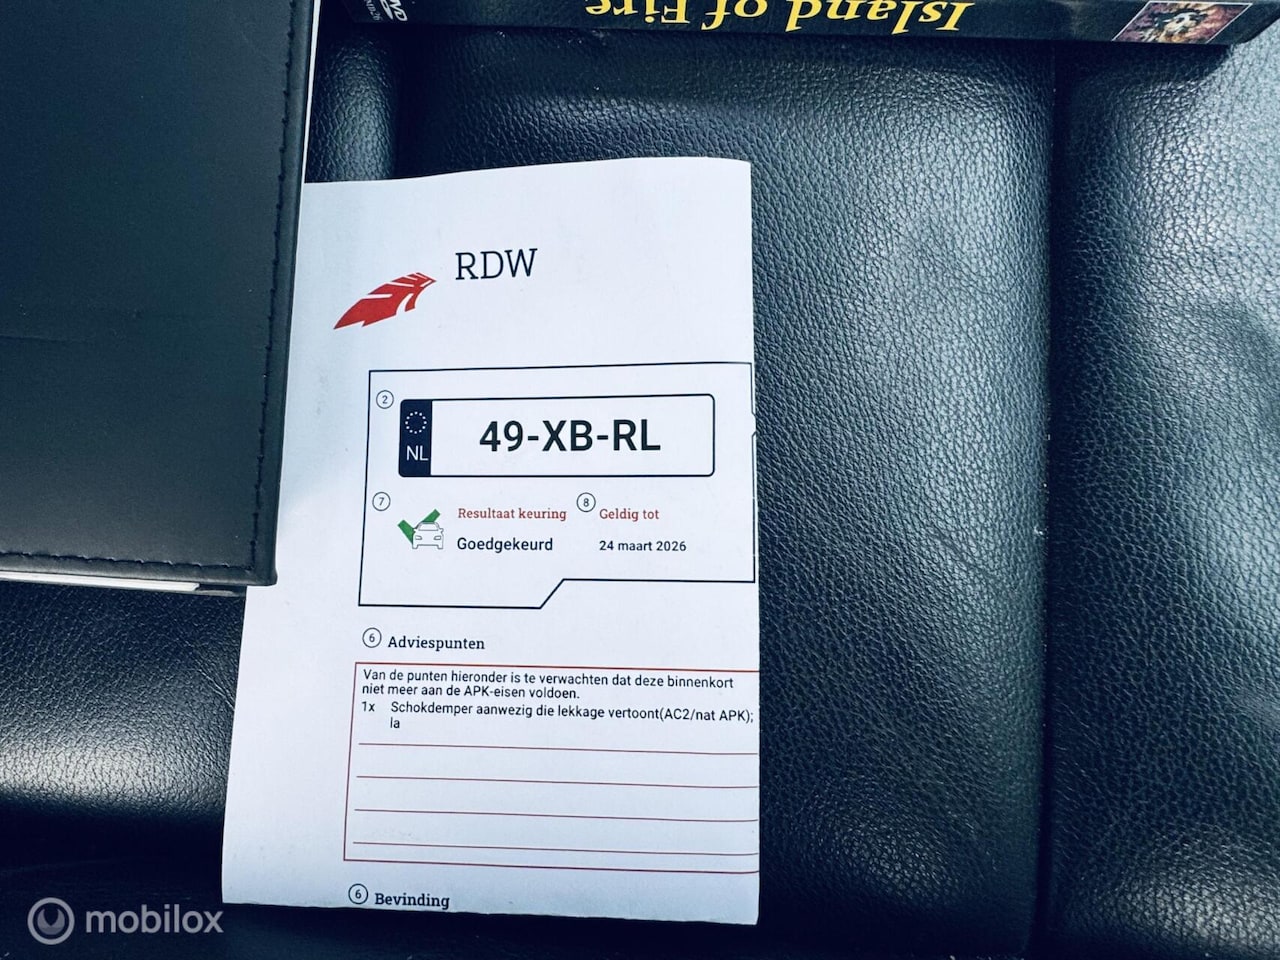 Island of Fire
DVD
RDW
2
NL
49-XB-RL
7
Resultaat keuring
8
Geldig tot
Goedgekeurd
24 maart 2026
6 Adviespunten
Van de punten hieronder is te verwachten dat deze binnenkort
niet meer aan de APK-eisen voldoen.
1x Schokdemper aanwezig die lekkage vertoont(AC2/nat APK);
la
6 Bevinding
mobilox